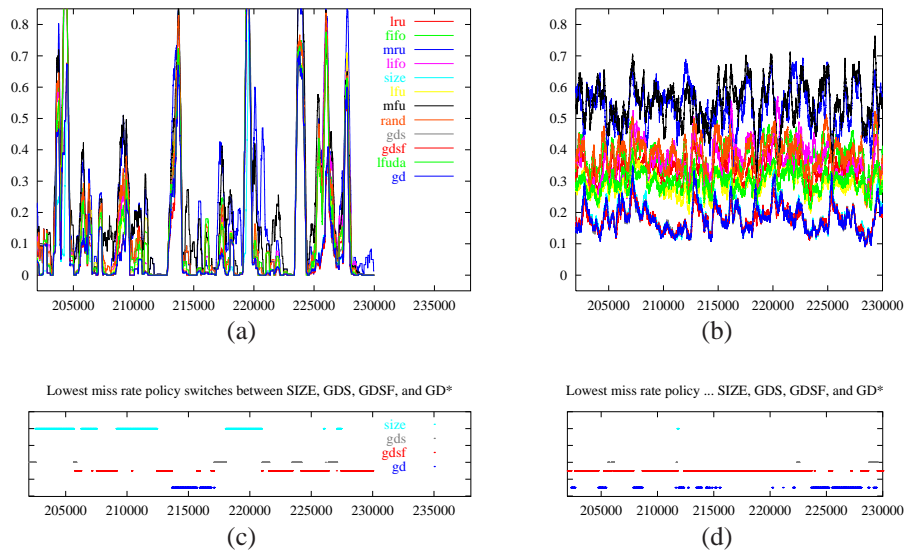 0.8
0.7
0.6
0.5
0.4
0.3
0.2
0.1
0
lru
fifo
mru
lifo
size
lfu
mfu
rand
gds
gdsf
lfuda
gd
205000 210000 215000 220000 225000 230000 235000
(a)
0.8
0.7
0.6
0.5
0.4
0.3
0.2
0.1
0
205000 210000 215000 220000 225000 230000
(b)
Lowest miss rate policy switches between SIZE, GDS, GDSF, and GD*
size
gds
gdsf
gd
205000 210000 215000 220000 225000 230000 235000
(c)
Lowest miss rate policy ... SIZE, GDS, GDSF, and GD*
205000 210000 215000 220000 225000 230000
(d)